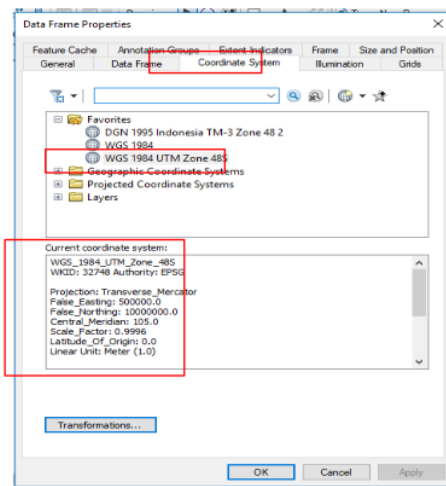 Data Frame Properties
Feature Cache Annotation Groups Extent Indicators Frame Size and Position
General Data Frame Coordinate System Illumination Grids
Favorites
DGN 1995 Indonesia TM-3 Zone 48 2
WGS 1984
WGS 1984 UTM Zone 48S
Geographic Coordinate Systems
Projected Coordinate Systems
Layers
Current coordinate system:
WGS_1984_UTM_Zone_48S
WKID: 32748 Authority: EPSG
Projection: Transverse_Mercator
False_Easting: 500000.0
False_Northing: 10000000.0
Central_Meridian: 105.0
Scale_Factor: 0.9996
Latitude_Of_Origin: 0.0
Linear Unit: Meter (1.0)
Transformations...
OK Cancel Apply